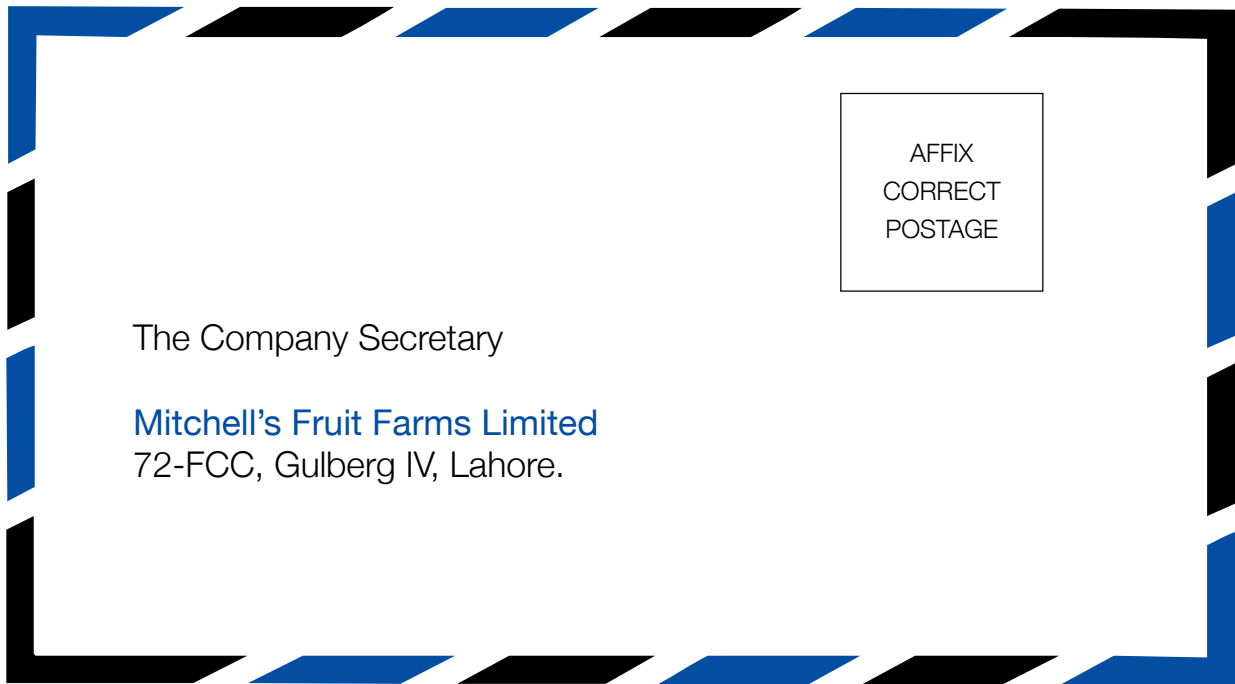 AFFIX
CORRECT
POSTAGE
The Company Secretary
Mitchell’s Fruit Farms Limited
72-FCC, Gulberg IV, Lahore.